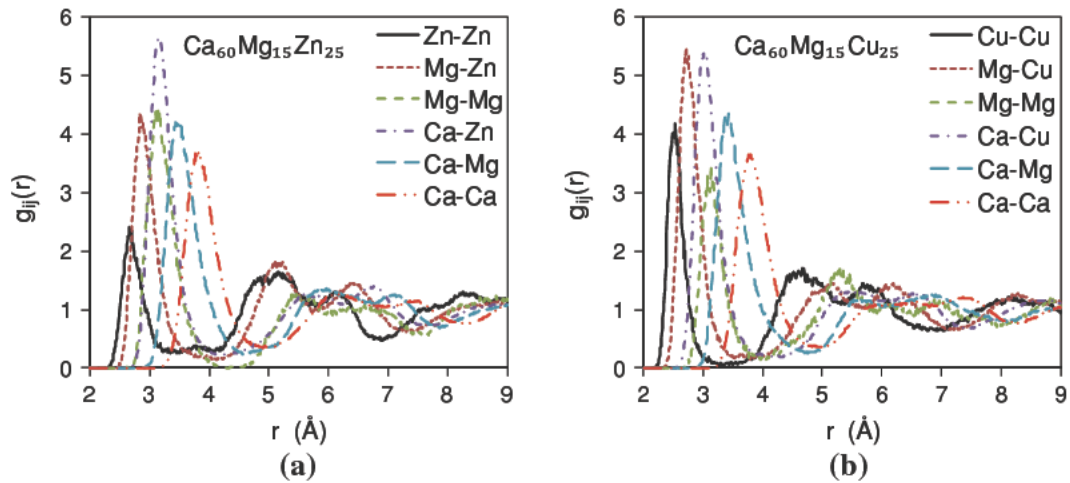 Ca₆₀Mg₁₅Zn₂₅
Zn-Zn
Mg-Zn
Mg-Mg
Ca-Zn
Ca-Mg
Ca-Ca
gᵢⱼ(r)
6
5
4
3
2
1
0
2 3 4 5 6 7 8 9
r (Å)
(a)
Ca₆₀Mg₁₅Cu₂₅
Cu-Cu
Mg-Cu
Mg-Mg
Ca-Cu
Ca-Mg
Ca-Ca
gᵢⱼ(r)
6
5
4
3
2
1
0
2 3 4 5 6 7 8 9
r (Å)
(b)